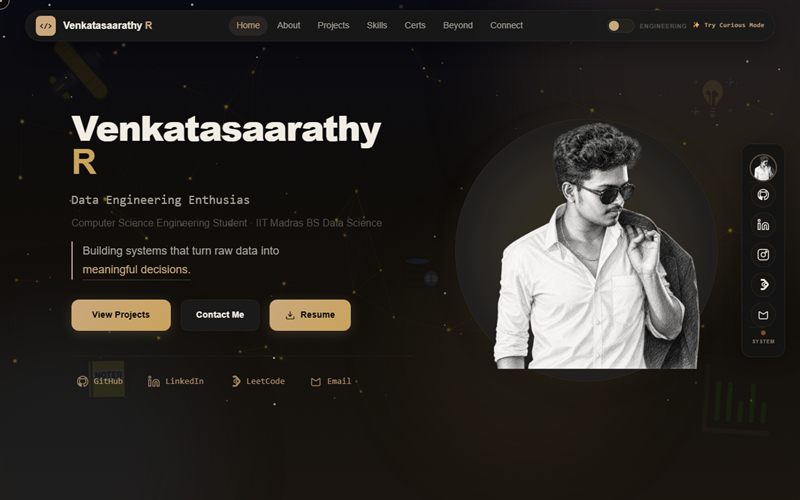 </> Venkatasaarathy R
Home About Projects Skills Certs Beyond Connect
ENGINEERING Try Curious Mode
Venkatasaarathy
R
Data Engineering Enthusias
Computer Science Engineering Student · IIT Madras BS Data Science
Building systems that turn raw data into
meaningful decisions.
View Projects Contact Me Resume
NOTES
GitHub LinkedIn LeetCode Email
SYSTEM